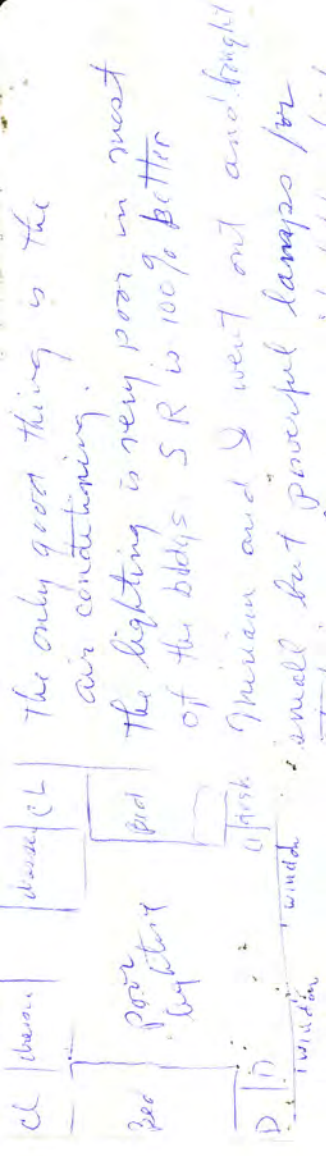 The only good thing is the
air conditioning.
The lighting is very poor in most
of the bldgs. SR is 100% better
Miriam and I went out and bought
small but powerful lamps for
Cl dresser
dresser CL
Bed
Poor
lighting
Bed
D D
desk
window
window